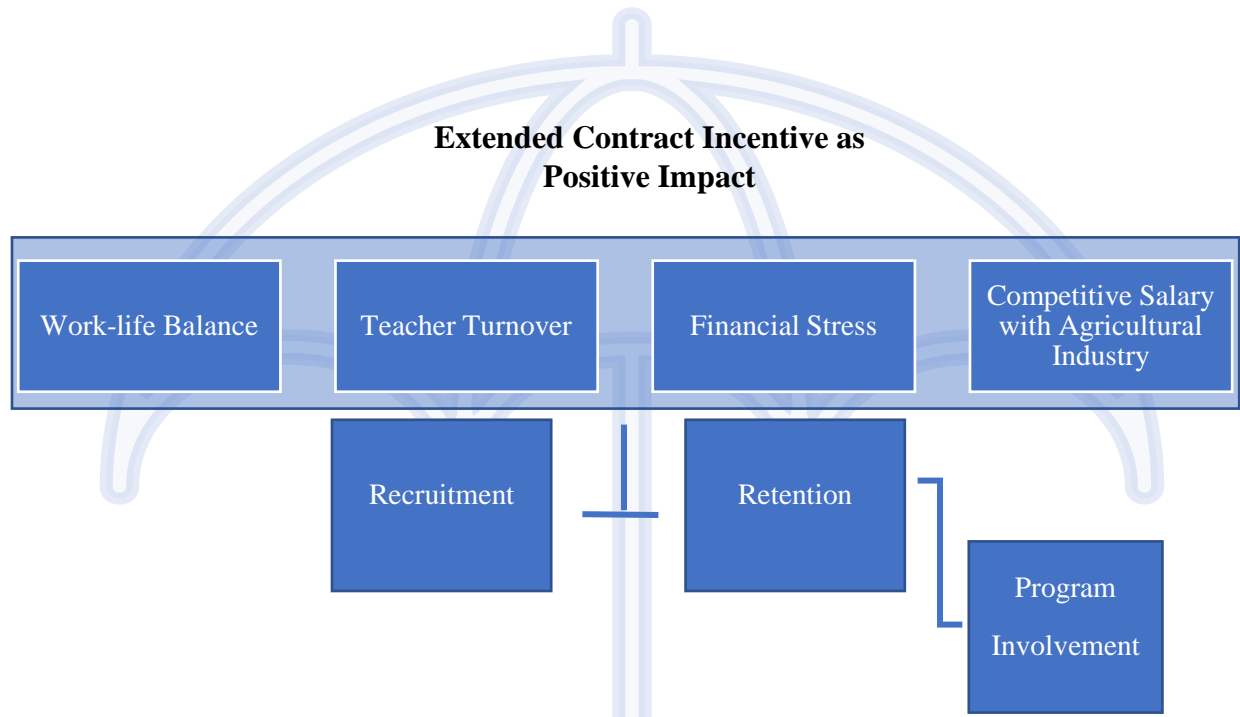 Extended Contract Incentive as
Positive Impact
Work-life Balance
Teacher Turnover
Financial Stress
Competitive Salary
with Agricultural
Industry
Recruitment
Retention
Program
Involvement